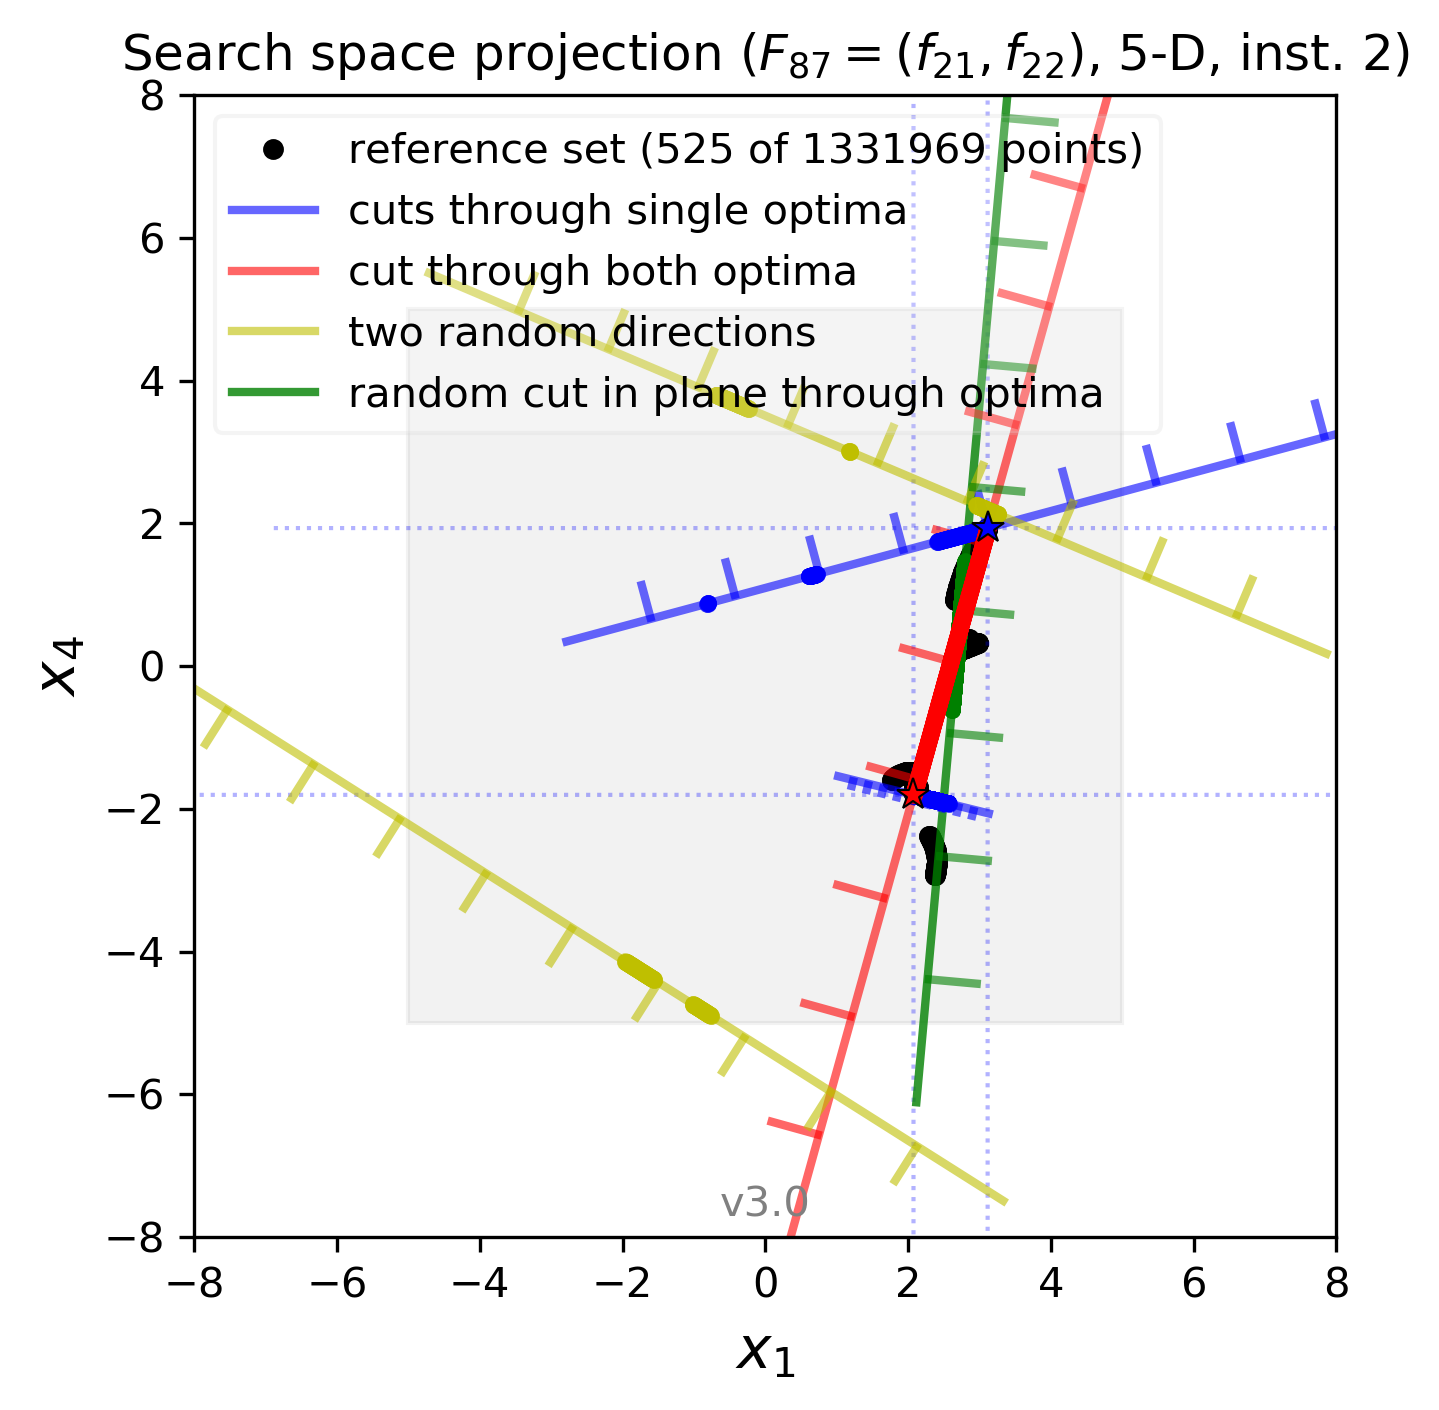 Search space projection (F87 = (f21, f22), 5-D, inst. 2)
8
6
4
2
0
−2
−4
−6
−8
x4
reference set (525 of 1331969 points)
cuts through single optima
cut through both optima
two random directions
random cut in plane through optima
v3.0
−8 −6 −4 −2 0 2 4 6 8
x1